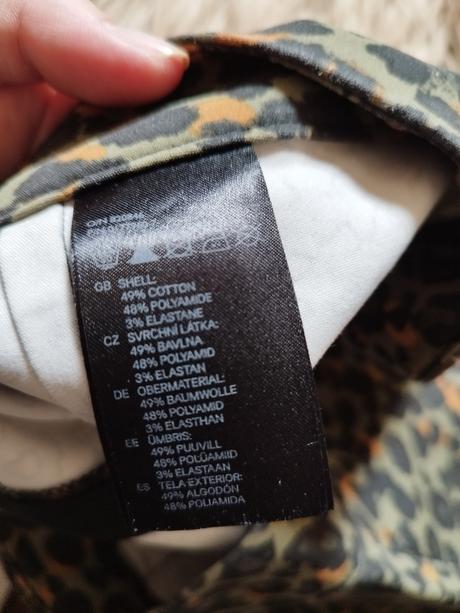 GB SHELL:
49% COTTON
48% POLYAMIDE
3% ELASTANE
CZ SVRCHNÍ LÁTKA:
49% BAVLNA
48% POLYAMID
3% ELASTAN
DE OBERMATERIAL:
49% BAUMWOLLE
48% POLYAMID
3% ELASTHAN
EE ÜMBRIS:
49% PUUVILL
48% POLÜAMIID
3% ELASTAAN
ES TELA EXTERIOR:
49% ALGODÓN
48% POLIAMIDA